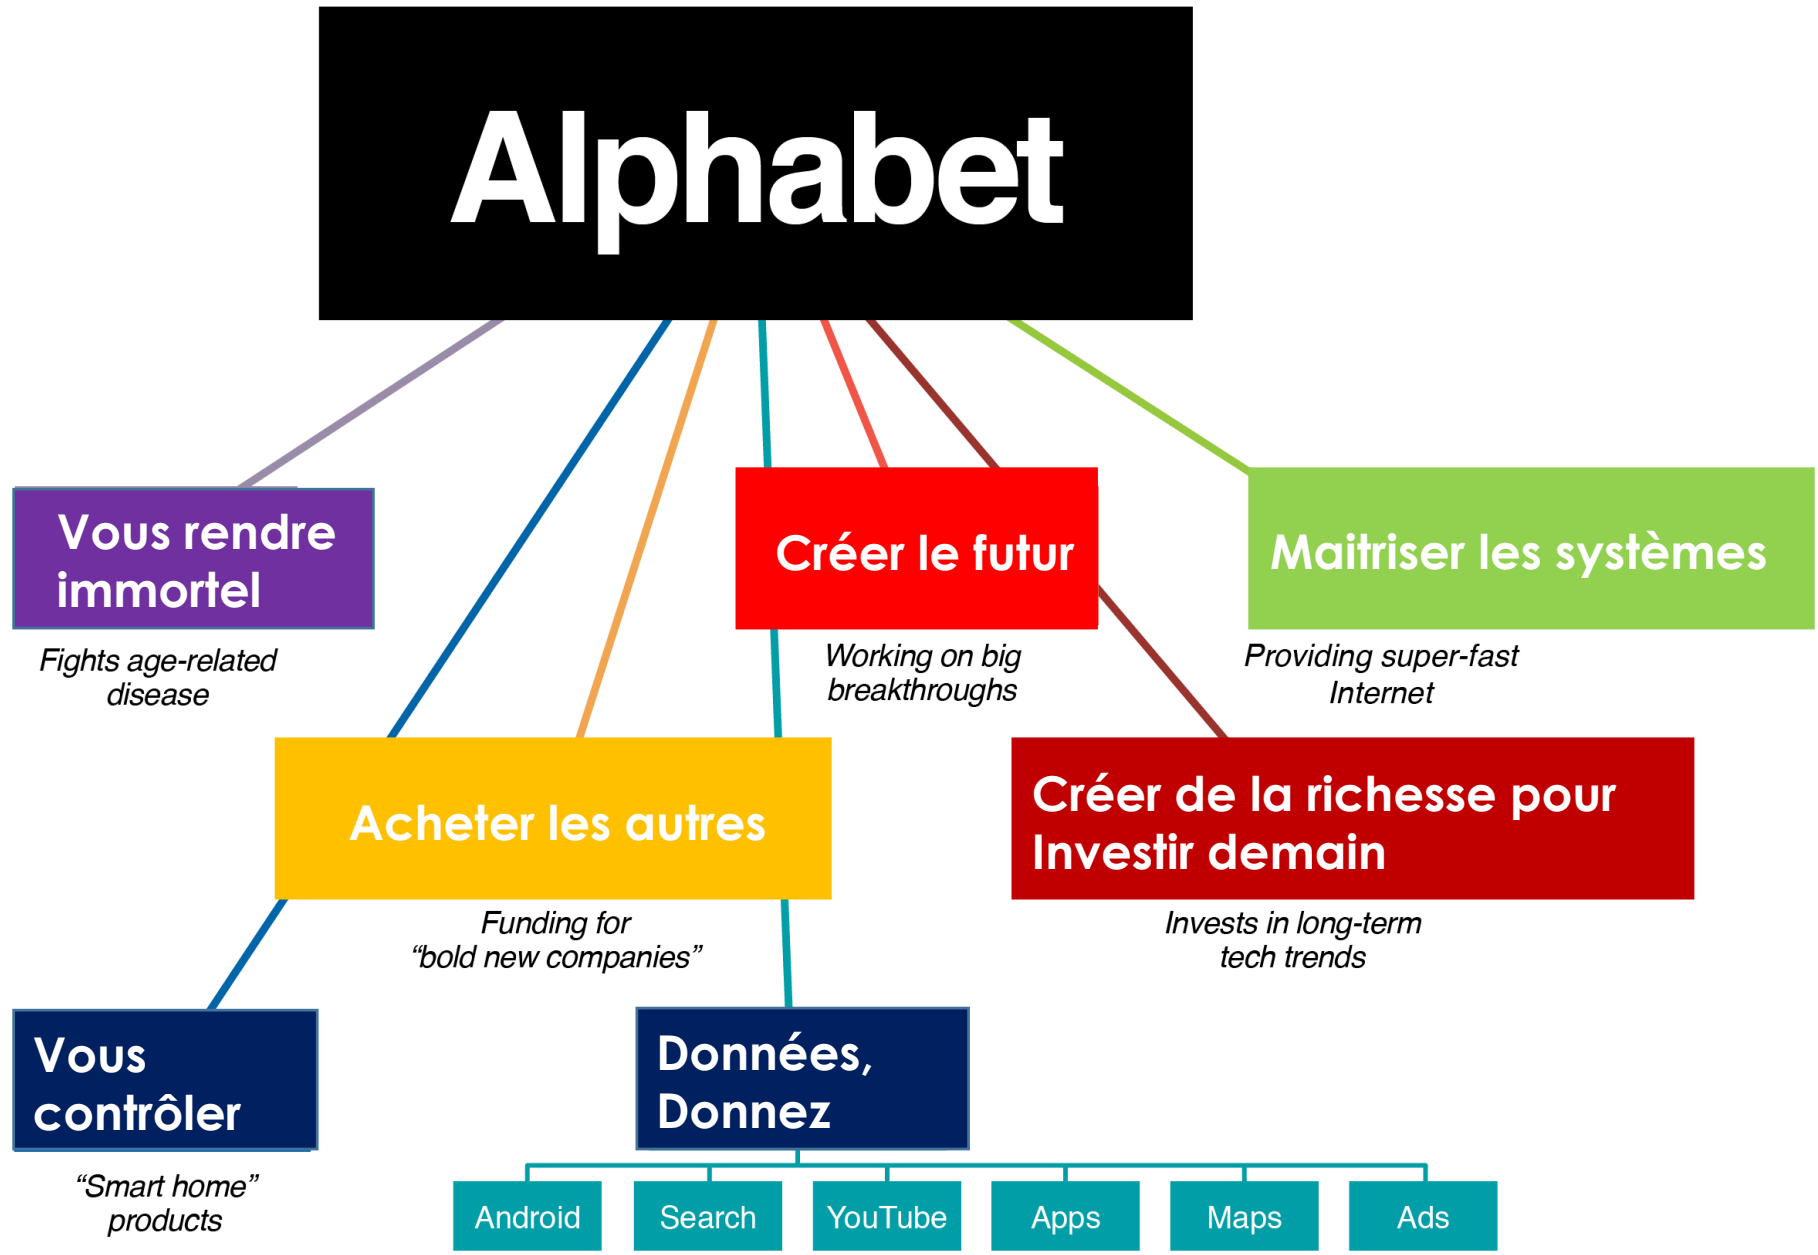 Alphabet
Vous rendre
immortel
Fights age-related
disease
Créer le futur
Working on big
breakthroughs
Maitriser les systèmes
Providing super-fast
Internet
Acheter les autres
Funding for
“bold new companies”
Créer de la richesse pour
Investir demain
Invests in long-term
tech trends
Vous
contrôler
“Smart home”
products
Données,
Donnez
Android
Search
YouTube
Apps
Maps
Ads